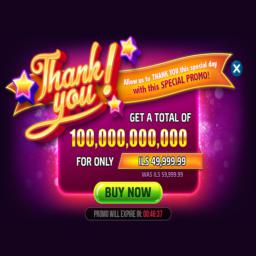 Thank
you!
Allow us to THANK YOU this special day
with this SPECIAL PROMO!
X
GET A TOTAL OF
100,000,000,000
FOR ONLY ILS 49,999.99
WAS ILS 59,999.99
BUY NOW
PROMO WILL EXPIRE IN: 00:46:37